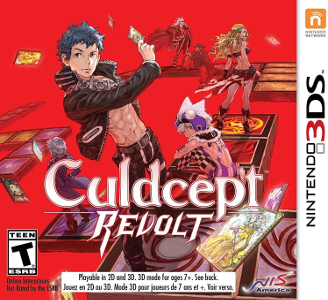 NINTENDO
NETWORK
NINTENDO 3DS
Culdcept
REVOLT
TEEN
T
ESRB
Online Interactions
Not Rated by the ESRB
Playable in 2D and 3D. 3D mode for ages 7+. See back.
Jouez en 2D ou 3D. Mode 3D pour joueurs de 7 ans et +. Voir verso.
NIS
America